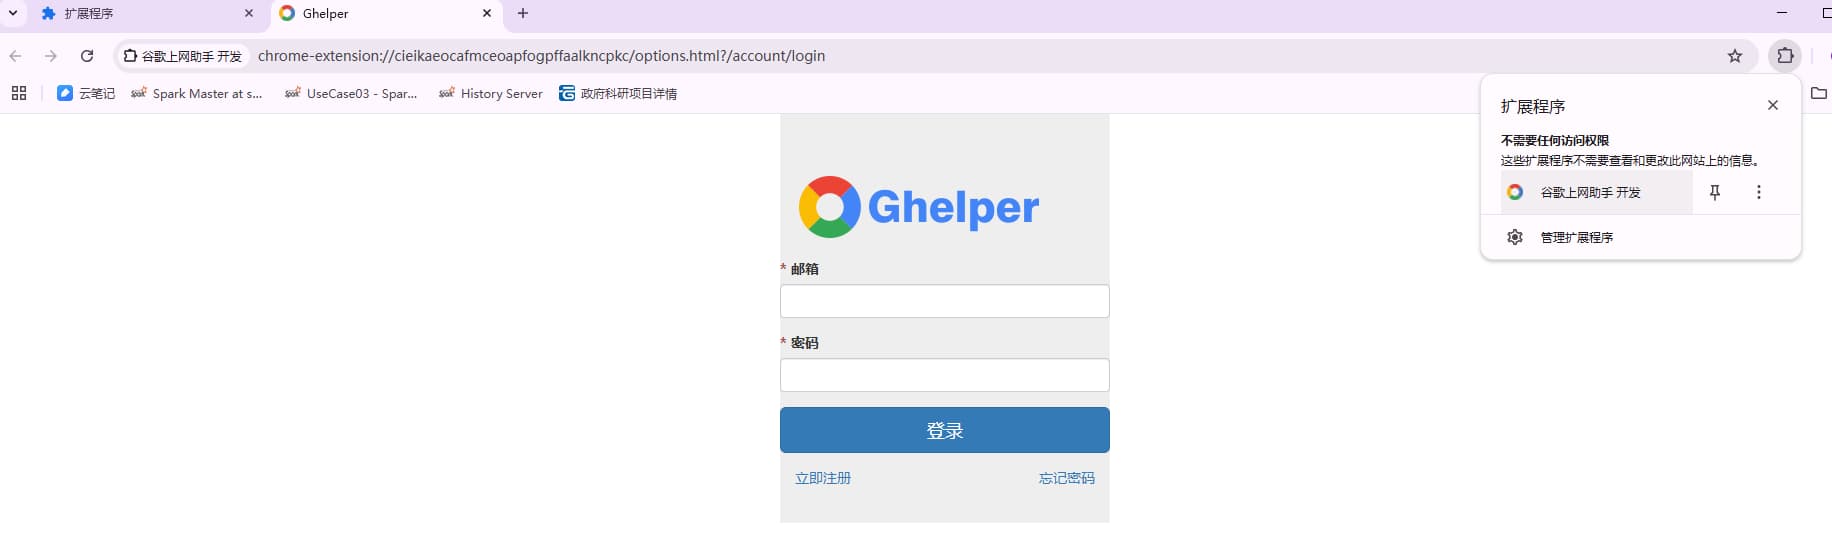 扩展程序
Ghelper
谷歌上网助手 开发
chrome-extension://cieikaeocafmceoapfogpffaalkncpkc/options.html?/account/login
云笔记
Spark Master at s...
UseCase03 - Spar...
History Server
政府科研项目详情
扩展程序
不需要任何访问权限
这些扩展程序不需要查看和更改此网站上的信息。
谷歌上网助手 开发
管理扩展程序
Ghelper
* 邮箱
* 密码
登录
立即注册
忘记密码